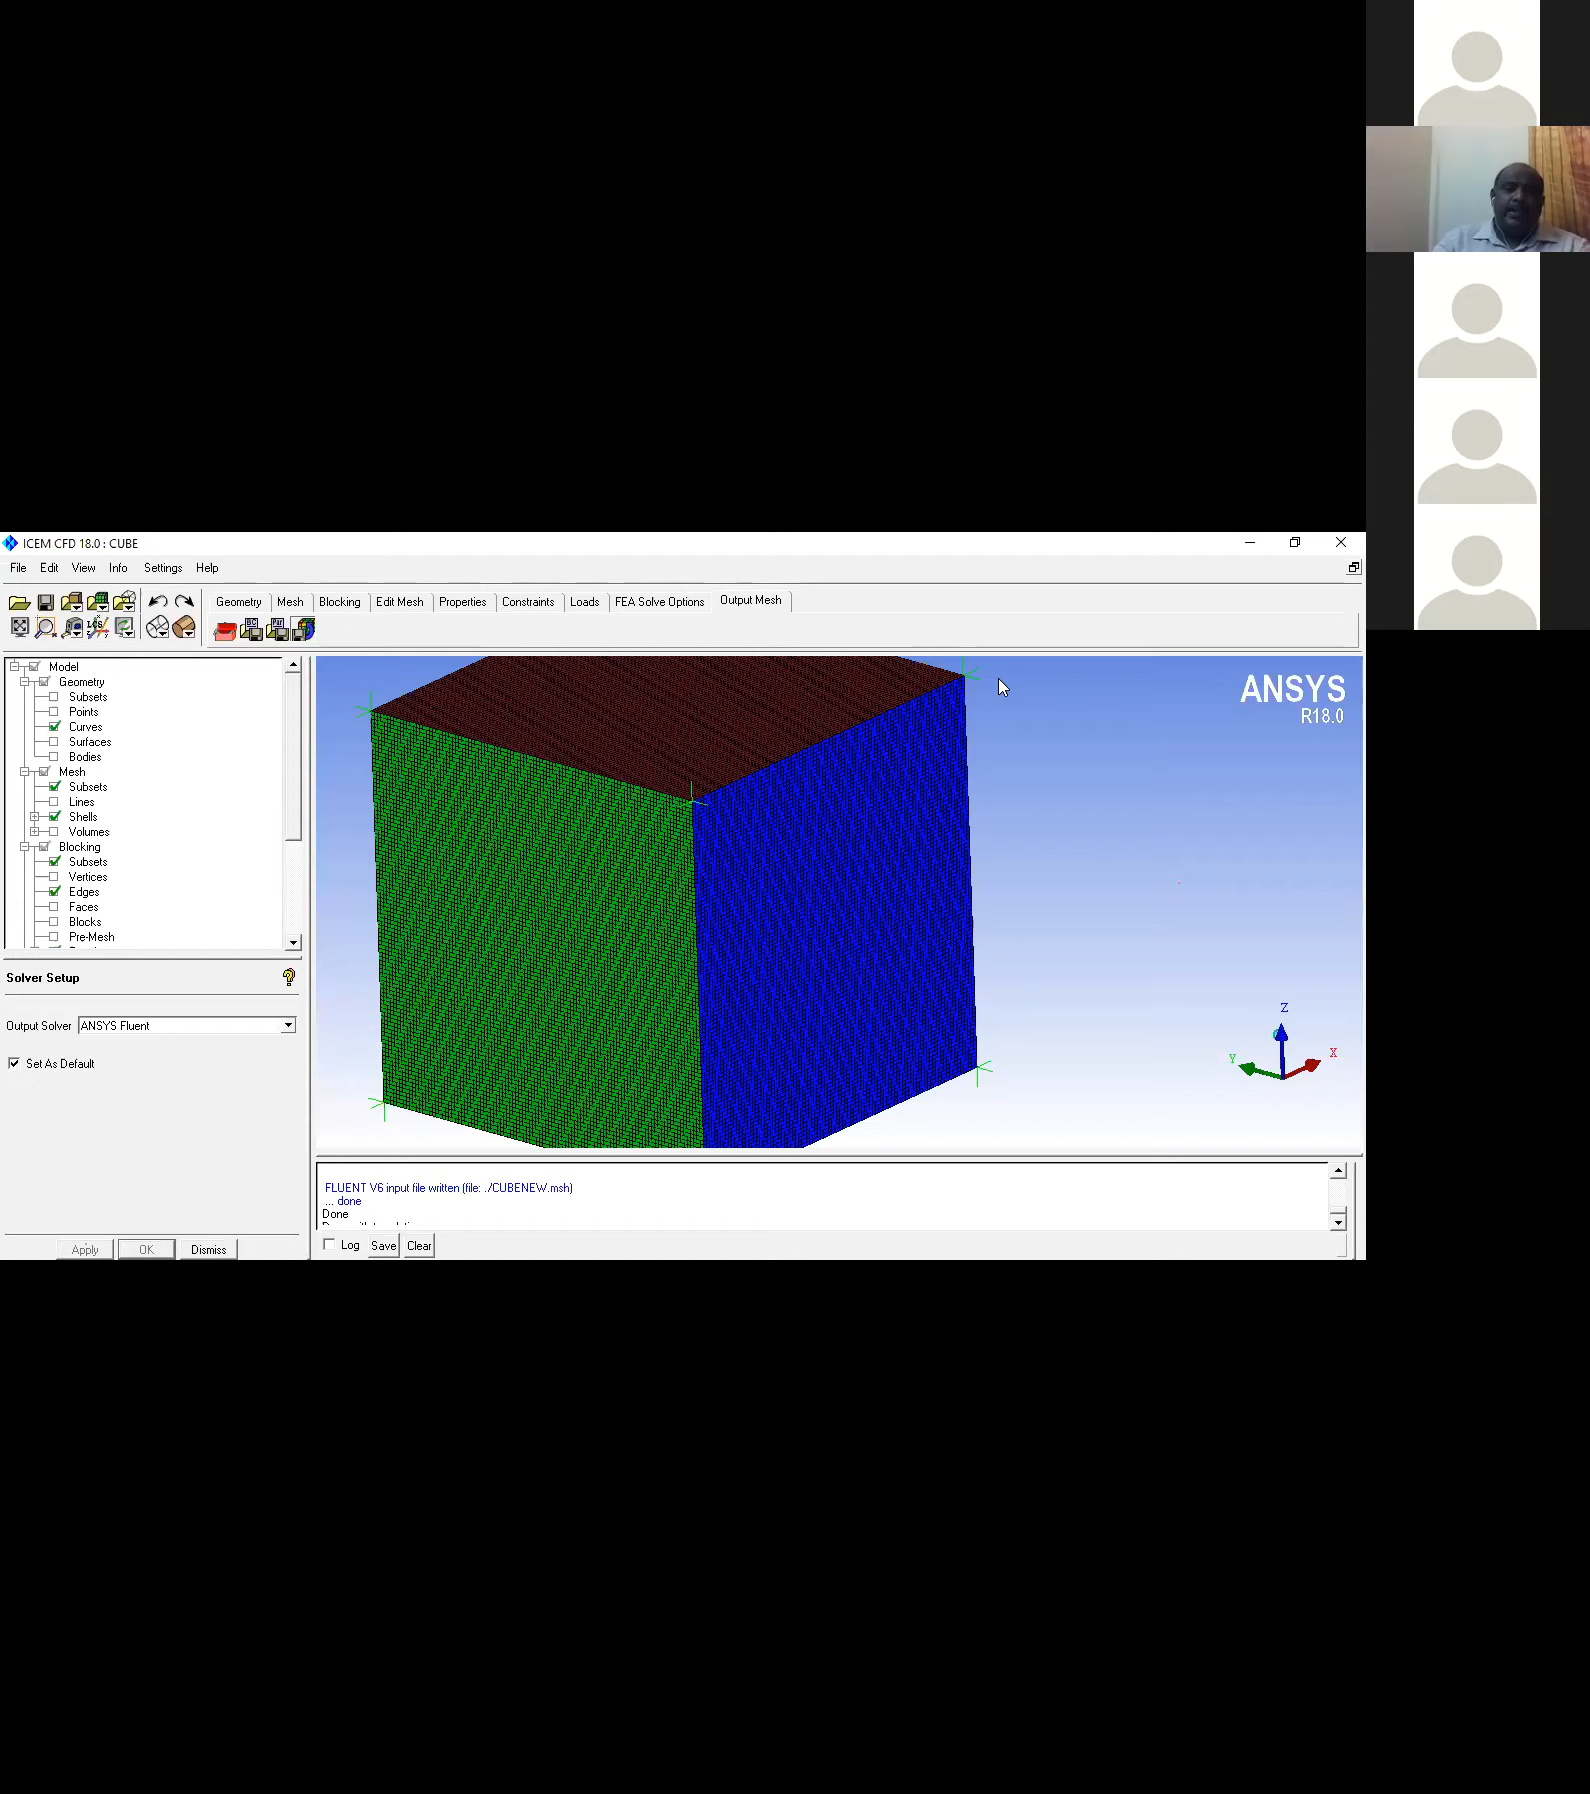 ICEM CFD 18.0 : CUBE
File Edit View Info Settings Help
Geometry Mesh Blocking Edit Mesh Properties Constraints Loads FEA Solve Options Output Mesh
LCS
BC
Par
Model
Geometry
Subsets
Points
Curves
Surfaces
Bodies
Mesh
Subsets
Lines
Shells
Volumes
Blocking
Subsets
Vertices
Edges
Faces
Blocks
Pre-Mesh
ANSYS
R18.0
Z
Y
X
Solver Setup
Output Solver ANSYS Fluent
Set As Default
Apply OK Dismiss
FLUENT V6 input file written (file: ./CUBENEW.msh)
... done
Done
Log Save Clear